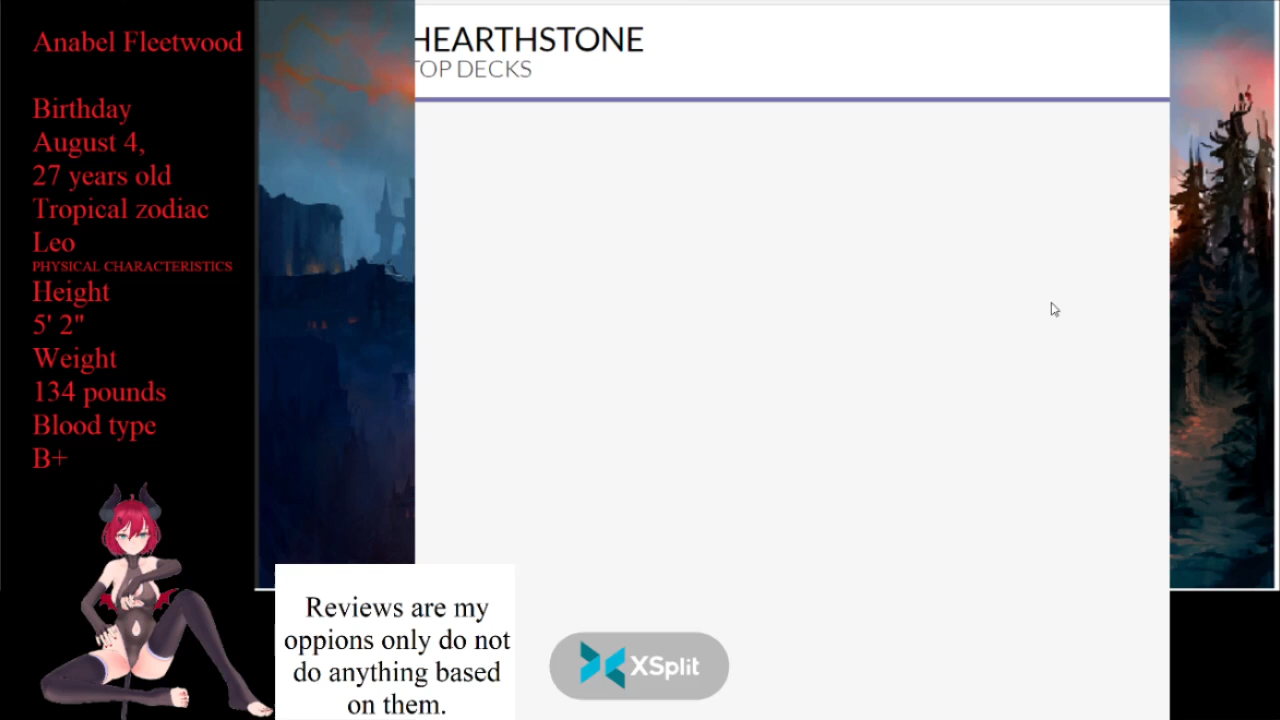 Anabel Fleetwood
Birthday
August 4,
27 years old
Tropical zodiac
Leo
PHYSICAL CHARACTERISTICS
Height
5' 2"
Weight
134 pounds
Blood type
B+
HEARTHSTONE
TOP DECKS
Reviews are my
oppions only do not
do anything based
on them.
XSplit